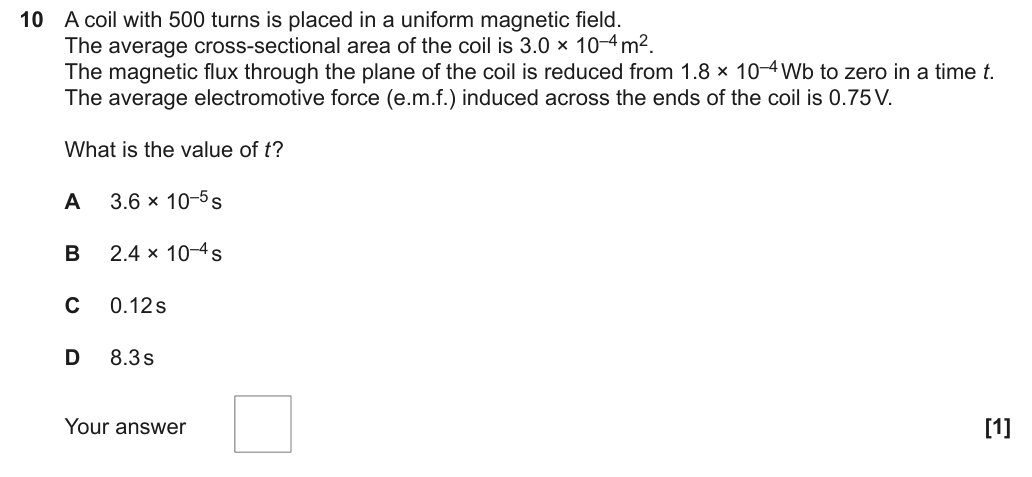 10 A coil with 500 turns is placed in a uniform magnetic field.
The average cross-sectional area of the coil is 3.0 × 10⁻⁴ m².
The magnetic flux through the plane of the coil is reduced from 1.8 × 10⁻⁴ Wb to zero in a time t.
The average electromotive force (e.m.f.) induced across the ends of the coil is 0.75 V.
What is the value of t?
A 3.6 × 10⁻⁵ s
B 2.4 × 10⁻⁴ s
C 0.12 s
D 8.3 s
Your answer [1]